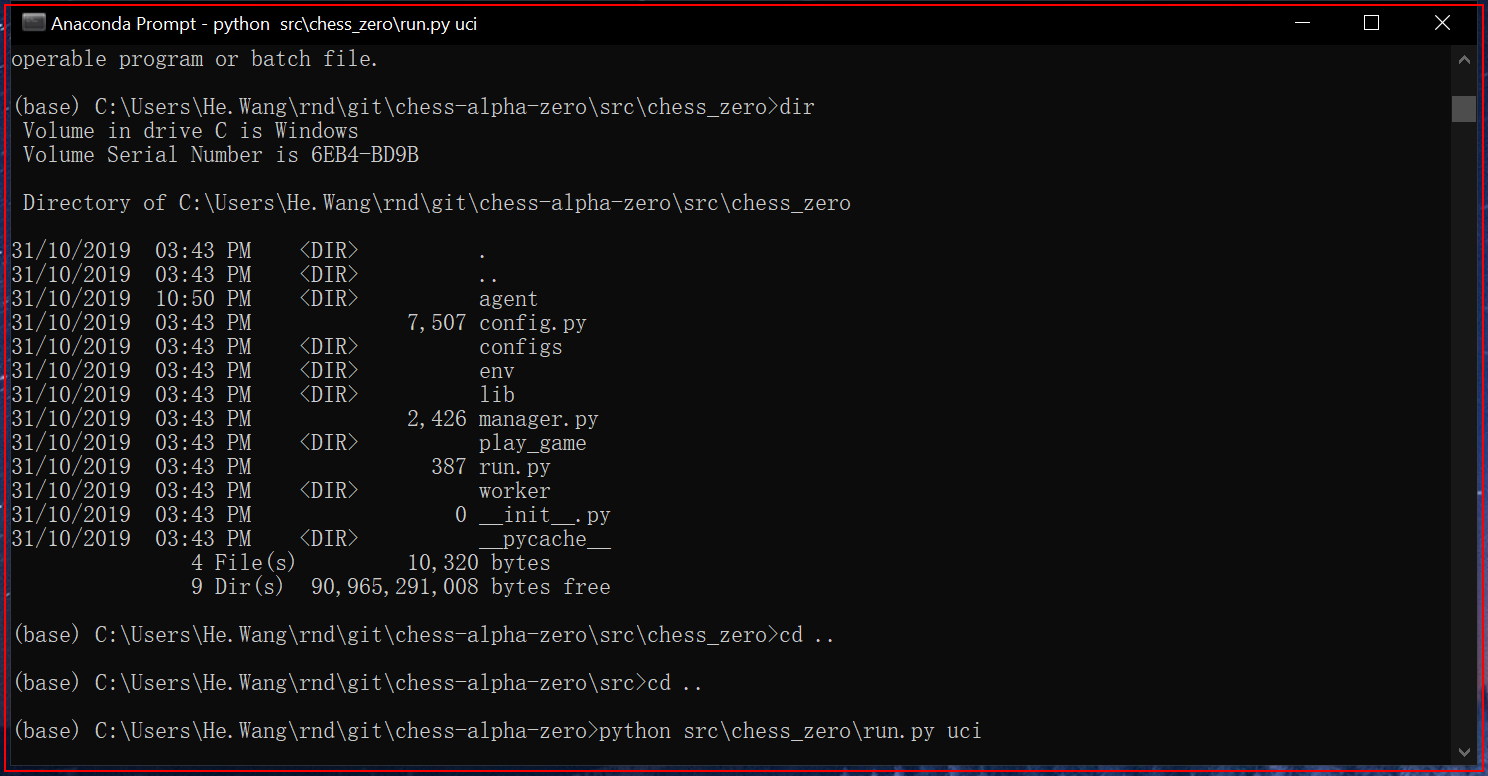 Anaconda Prompt - python  src\chess_zero\run.py uci
operable program or batch file.
(base) C:\Users\He.Wang\rnd\git\chess-alpha-zero\src\chess_zero>dir
 Volume in drive C is Windows
 Volume Serial Number is 6EB4-BD9B
 Directory of C:\Users\He.Wang\rnd\git\chess-alpha-zero\src\chess_zero
31/10/2019  03:43 PM    <DIR>          .
31/10/2019  03:43 PM    <DIR>          ..
31/10/2019  10:50 PM    <DIR>          agent
31/10/2019  03:43 PM             7,507 config.py
31/10/2019  03:43 PM    <DIR>          configs
31/10/2019  03:43 PM    <DIR>          env
31/10/2019  03:43 PM    <DIR>          lib
31/10/2019  03:43 PM             2,426 manager.py
31/10/2019  03:43 PM    <DIR>          play_game
31/10/2019  03:43 PM               387 run.py
31/10/2019  03:43 PM    <DIR>          worker
31/10/2019  03:43 PM                 0 __init__.py
31/10/2019  03:43 PM    <DIR>          __pycache__
               4 File(s)         10,320 bytes
               9 Dir(s)  90,965,291,008 bytes free
(base) C:\Users\He.Wang\rnd\git\chess-alpha-zero\src\chess_zero>cd ..
(base) C:\Users\He.Wang\rnd\git\chess-alpha-zero\src>cd ..
(base) C:\Users\He.Wang\rnd\git\chess-alpha-zero>python src\chess_zero\run.py uci